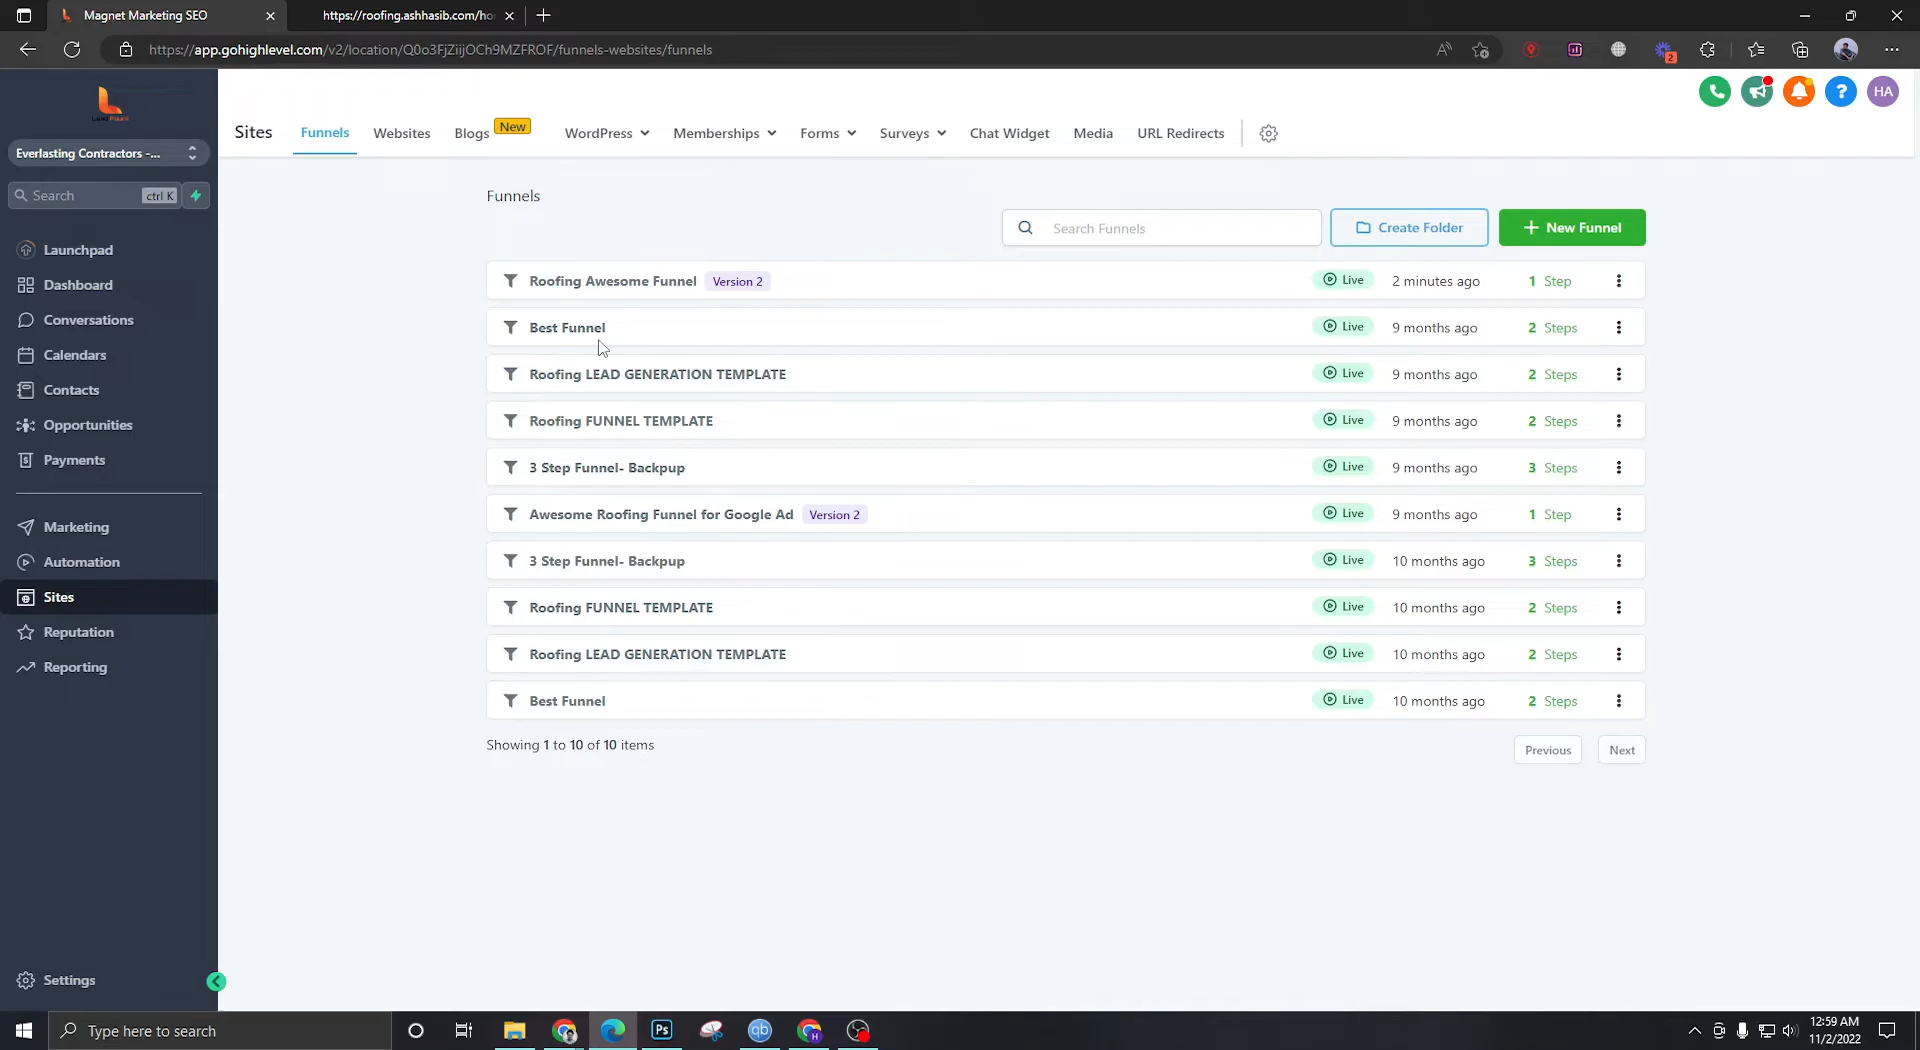 Magnet Marketing SEO
https://roofing.ashhasib.com/ho
https://app.gohighlevel.com/v2/location/Q0o3FjZiijOCh9MZFROF/funnels-websites/funnels
2
HA
Sites
Funnels
Websites
Blogs
New
WordPress
Memberships
Forms
Surveys
Chat Widget
Media
URL Redirects
Everlasting Contractors -...
Search
ctrl K
Launchpad
Dashboard
Conversations
Calendars
Contacts
Opportunities
Payments
Marketing
Automation
Sites
Reputation
Reporting
Settings
Funnels
Search Funnels
Create Folder
New Funnel
Roofing Awesome Funnel Version 2 Live 2 minutes ago 1 Step
Best Funnel Live 9 months ago 2 Steps
Roofing LEAD GENERATION TEMPLATE Live 9 months ago 2 Steps
Roofing FUNNEL TEMPLATE Live 9 months ago 2 Steps
3 Step Funnel- Backpup Live 9 months ago 3 Steps
Awesome Roofing Funnel for Google Ad Version 2 Live 9 months ago 1 Step
3 Step Funnel- Backpup Live 10 months ago 3 Steps
Roofing FUNNEL TEMPLATE Live 10 months ago 2 Steps
Roofing LEAD GENERATION TEMPLATE Live 10 months ago 2 Steps
Best Funnel Live 10 months ago 2 Steps
Showing 1 to 10 of 10 items
Previous
Next
Type here to search
Ps
qb
H
12:59 AM
11/2/2022